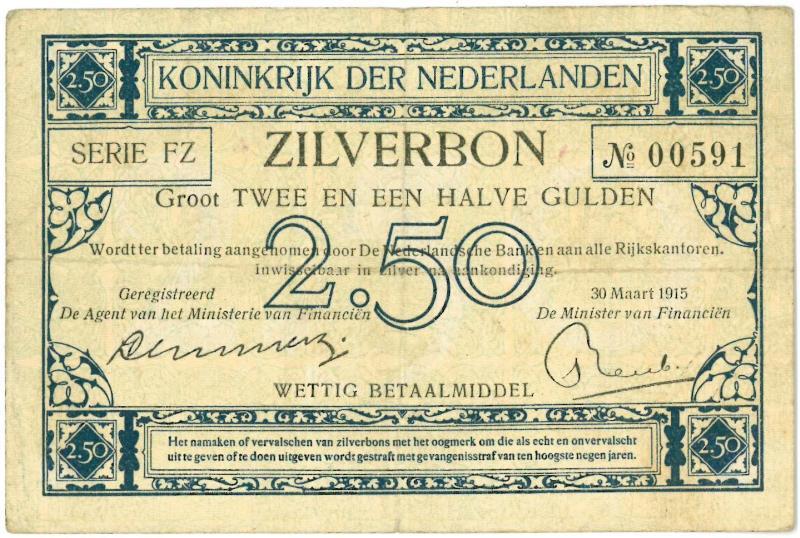 2.50 KONINKRIJK DER NEDERLANDEN 2.50
SERIE FZ ZILVERBON No 00591
Groot TWEE EN EEN HALVE GULDEN
2.50
Wordt ter betaling aangenomen door De Nederlandsche Bank en aan alle Rijkskantoren.
Inwisselbaar in zilver na aankondiging.
Geregistreerd 30 Maart 1915
De Agent van het Ministerie van Financiën De Minister van Financiën
WETTIG BETAALMIDDEL
2.50 Het namaken of vervalschen van zilverbons met het oogmerk om die als echt en onvervalscht 2.50
uit te geven of te doen uitgeven wordt gestraft met gevangenisstraf van ten hoogste negen jaren.